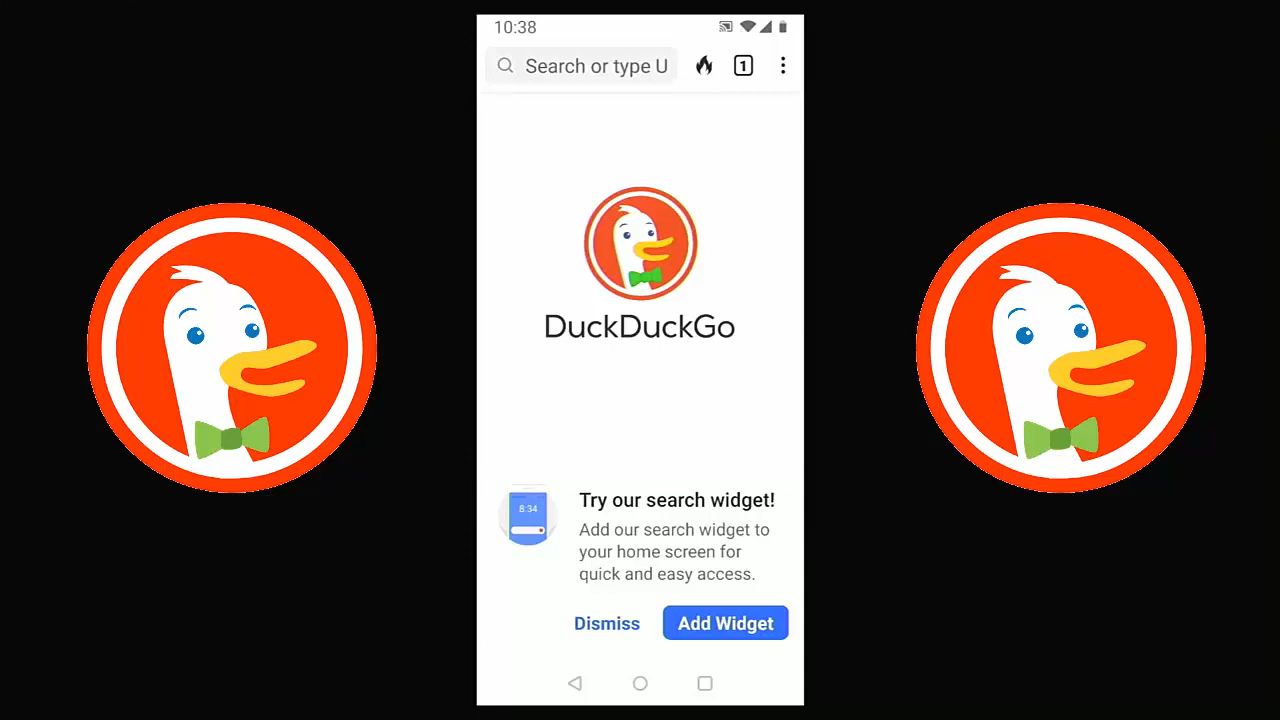 10:38
Search or type U
1
DuckDuckGo
8:34
Try our search widget!
Add our search widget to
your home screen for
quick and easy access.
Dismiss
Add Widget